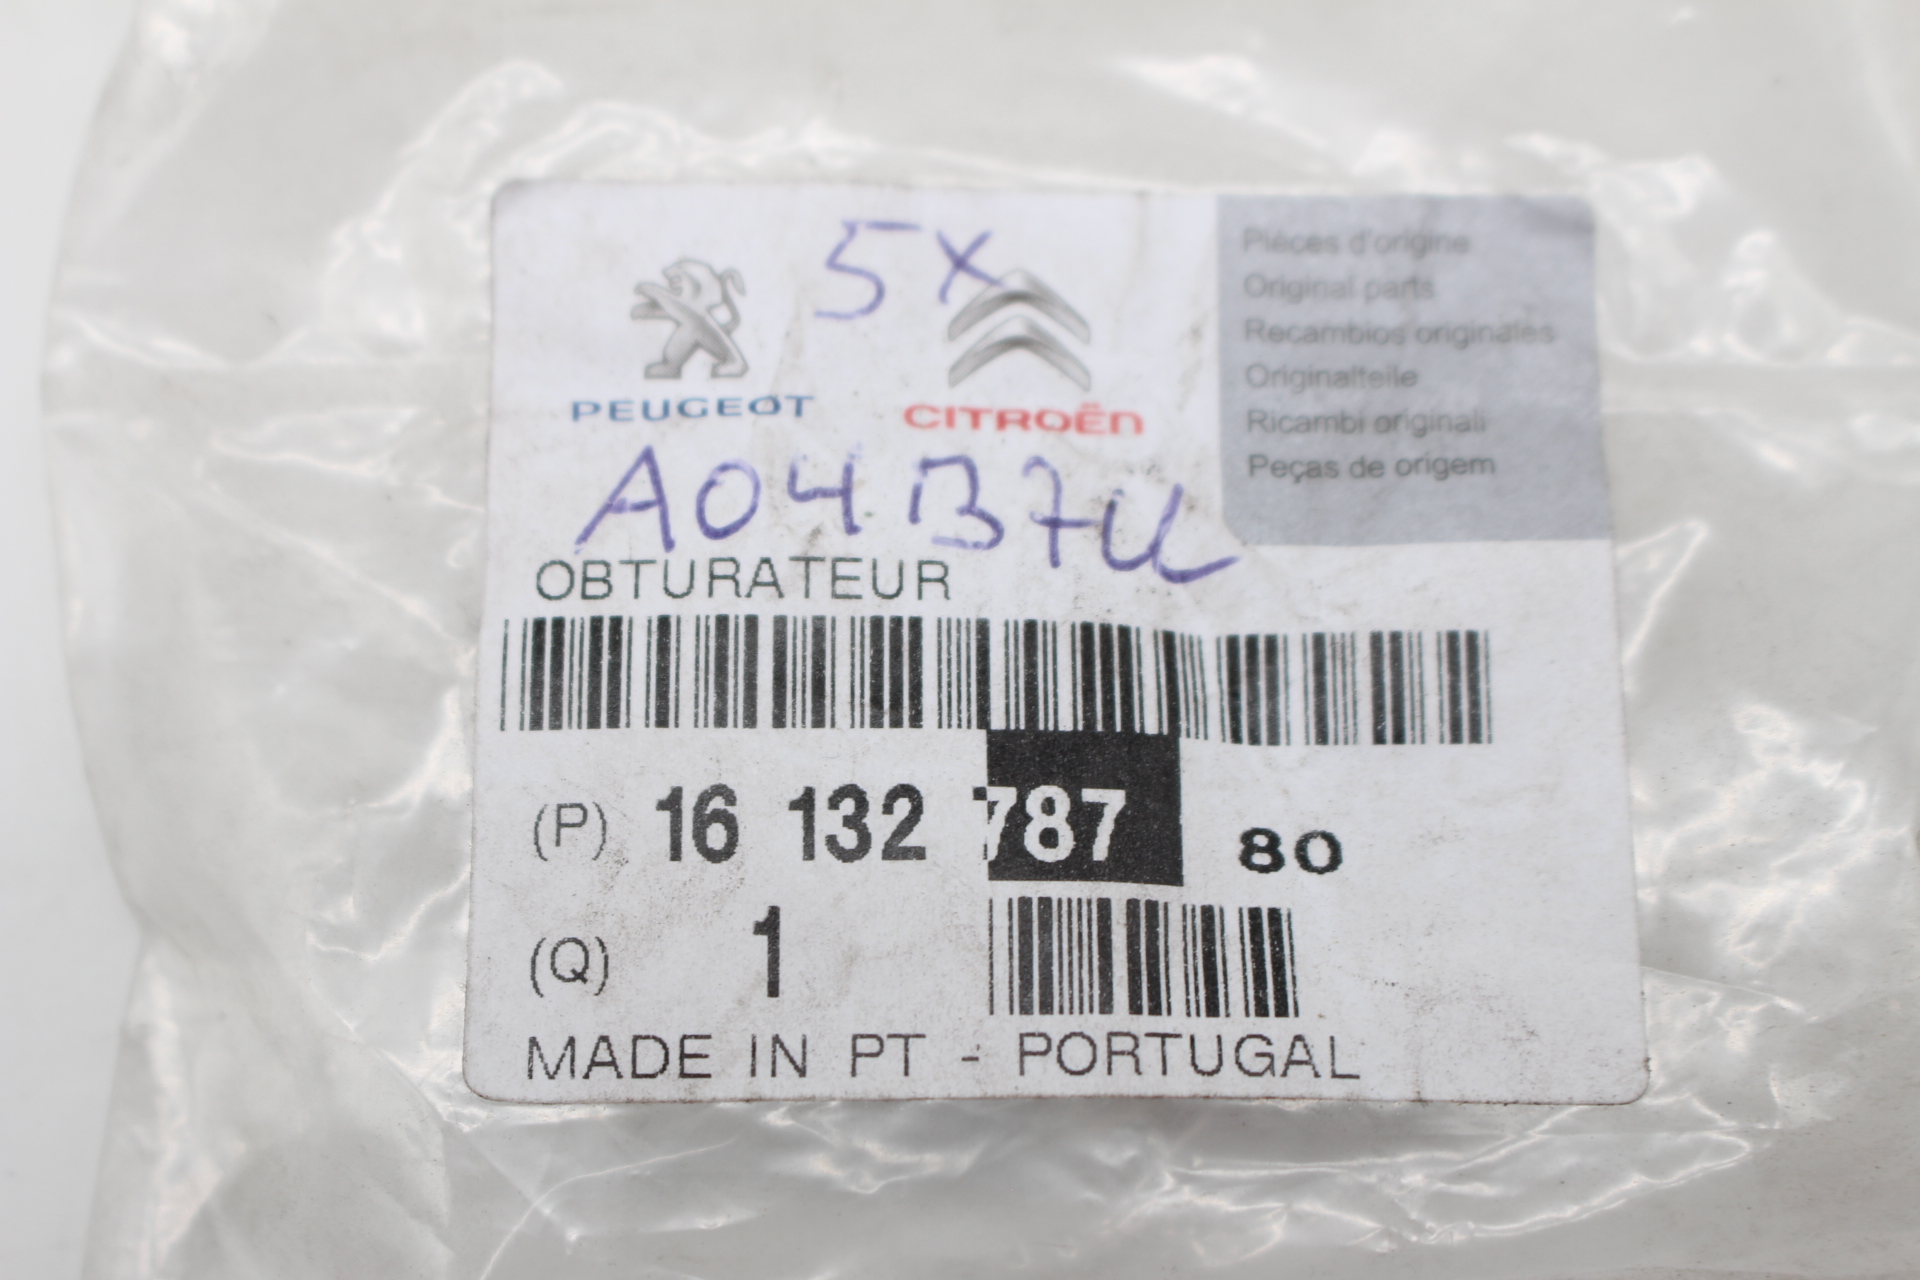 5x
PEUGEOT
CITROËN
Pièces d'origine
Original parts
Recambios originales
Originalteile
Ricambi originali
Peças de origem
A04B7U
OBTURATEUR
(P) 16 132 787 80
(Q) 1
MADE IN PT - PORTUGAL